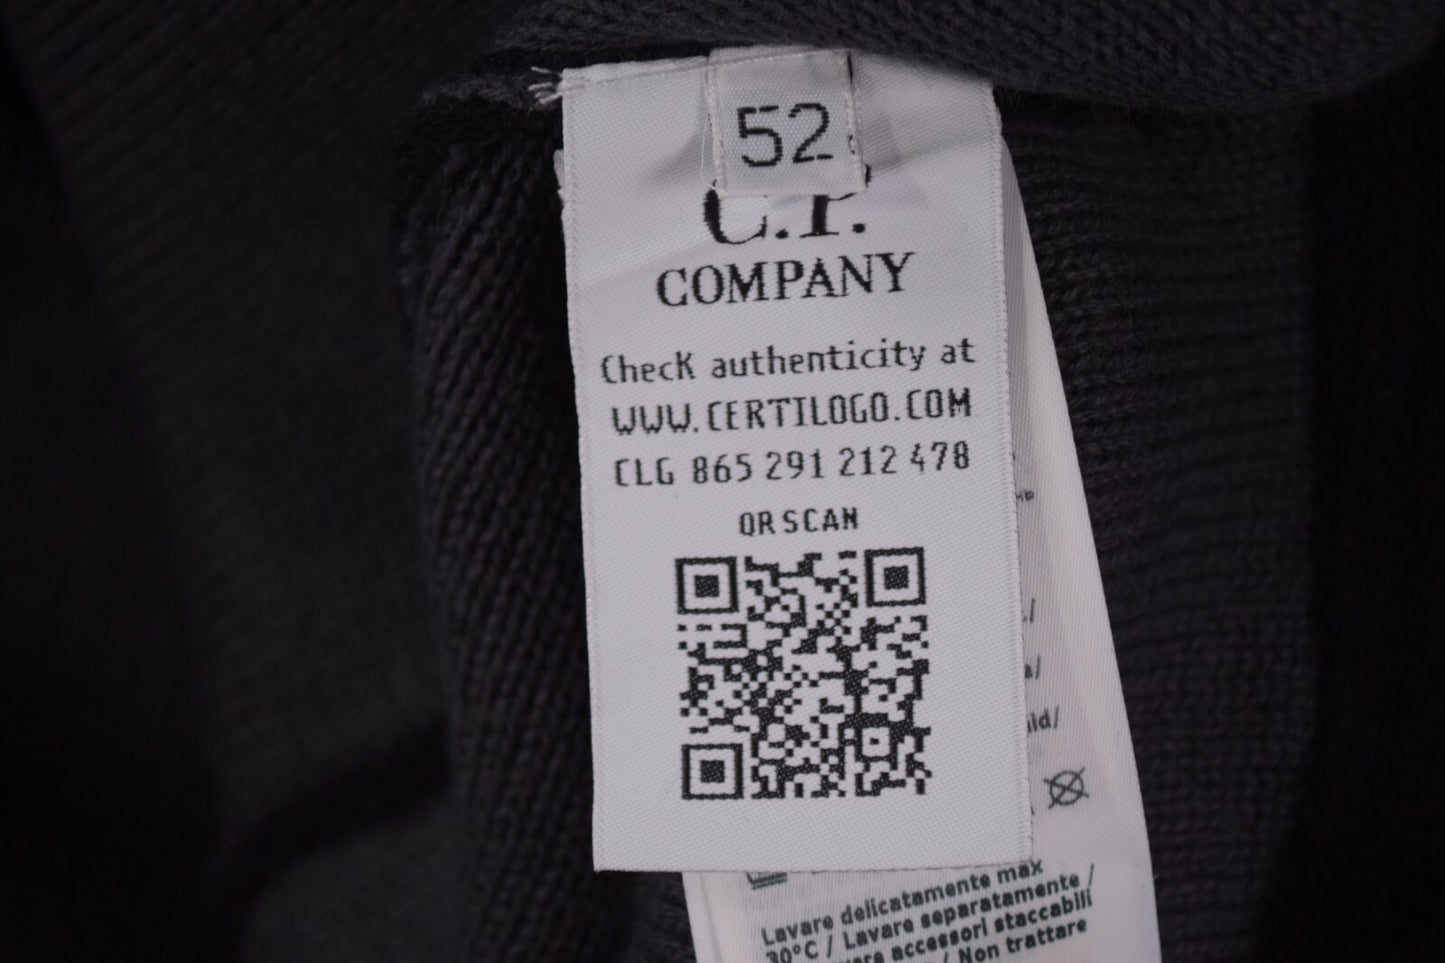 52
C.P.
COMPANY
Check authenticity at
WWW.CERTILOGO.COM
CLG 865 291 212 478
QR SCAN
Lavare delicatamente max
30°C / Lavare separatamente /
accessori staccabili
/ Non trattare